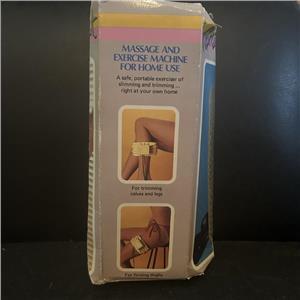 MASSAGE AND
EXERCISE MACHINE
FOR HOME USE
A safe, portable exerciser of
slimming and trimming ...
right at your own home
For trimming
calves and legs
For firming thighs